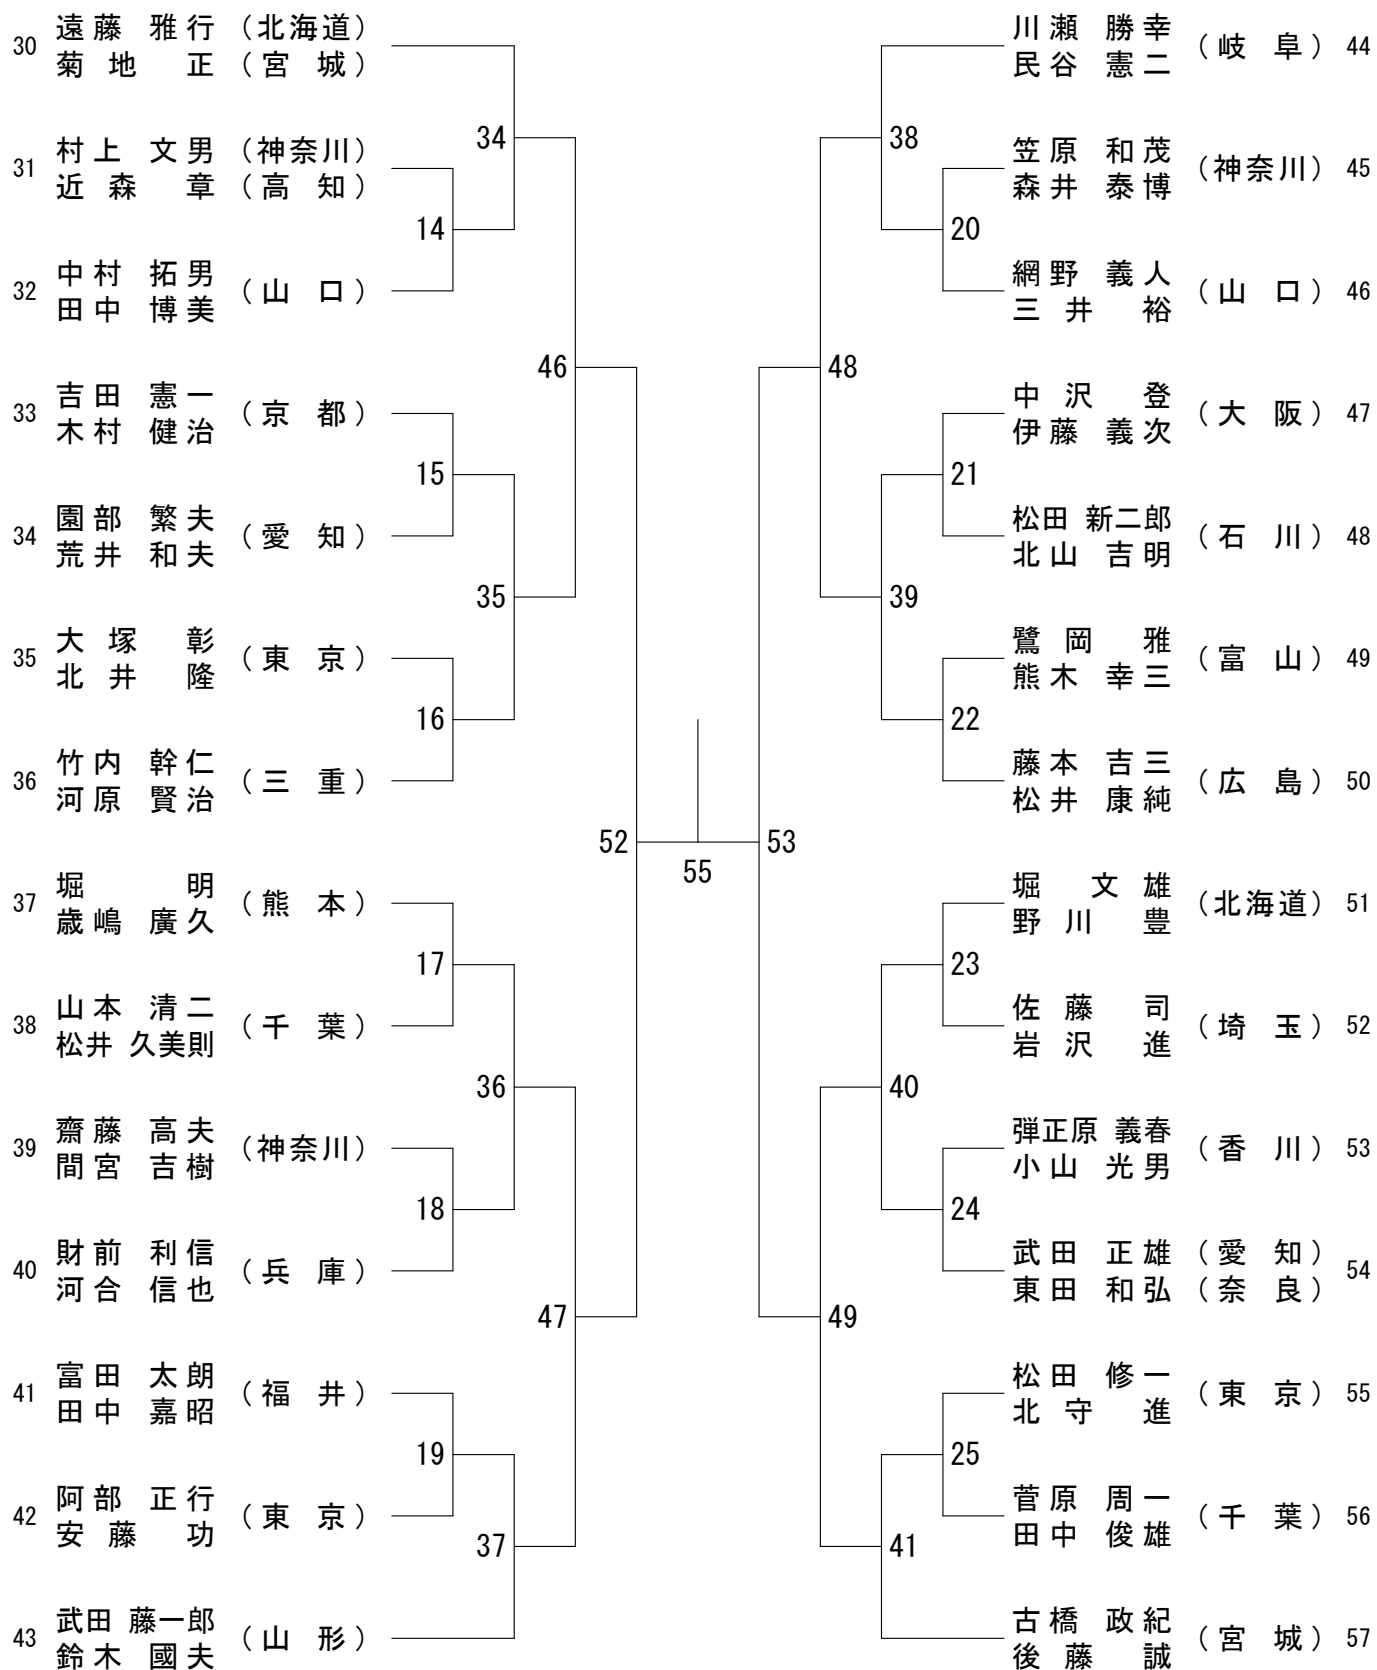 30 遠藤 雅行 (北海道)
菊地 正 (宮城)
31 村上 文男 (神奈川)
近森 章 (高知)
32 中村 拓男 (山口)
田中 博美
33 吉田 憲一 (京都)
木村 健治
34 園部 繁夫 (愛知)
荒井 和夫
35 大塚 彰 (東京)
北井 隆
36 竹内 幹仁 (三重)
河原 賢治
37 堀 明 (熊本)
歳嶋 廣久
38 山本 清二 (千葉)
松井 久美則
39 齋藤 高夫 (神奈川)
間宮 吉樹
40 財前 利信 (兵庫)
河合 信也
41 富田 太朗 (福井)
田中 嘉昭
42 阿部 正行 (東京)
安藤 功
43 武田 藤一郎 (山形)
鈴木 國夫
34
14
46
15
35
16
52
17
36
18
47
19
37
55
38
20
48
21
39
22
53
23
40
24
49
25
41
川瀬 勝幸 (岐阜) 44
民谷 憲二
笠原 和茂 (神奈川) 45
森井 泰博
網野 義人 (山口) 46
三井 裕
中沢 登 (大阪) 47
伊藤 義次
松田 新二郎 (石川) 48
北山 吉明
鷺岡 雅 (富山) 49
熊木 幸三
藤本 吉三 (広島) 50
松井 康純
堀 文雄 (北海道) 51
野川 豊
佐藤 司 (埼玉) 52
岩沢 進
弾正原 義春 (香川) 53
小山 光男
武田 正雄 (愛知) 54
東田 和弘 (奈良)
松田 修一 (東京) 55
北守 進
菅原 周一 (千葉) 56
田中 俊雄
古橋 政紀 (宮城) 57
後藤 誠